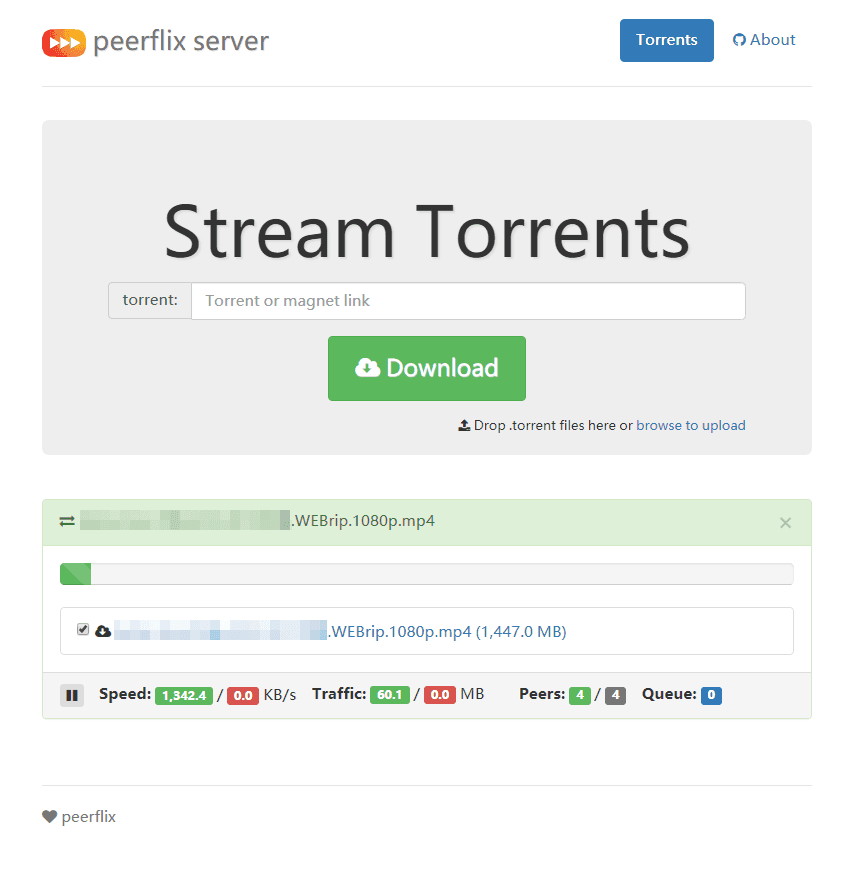 peerflix server
Torrents
About
Stream Torrents
torrent: Torrent or magnet link
Download
Drop .torrent files here or browse to upload
.WEBrip.1080p.mp4 ×
.WEBrip.1080p.mp4 (1,447.0 MB)
Speed: 1,342.4 / 0.0 KB/s Traffic: 60.1 / 0.0 MB Peers: 4 / 4 Queue: 0
peerflix